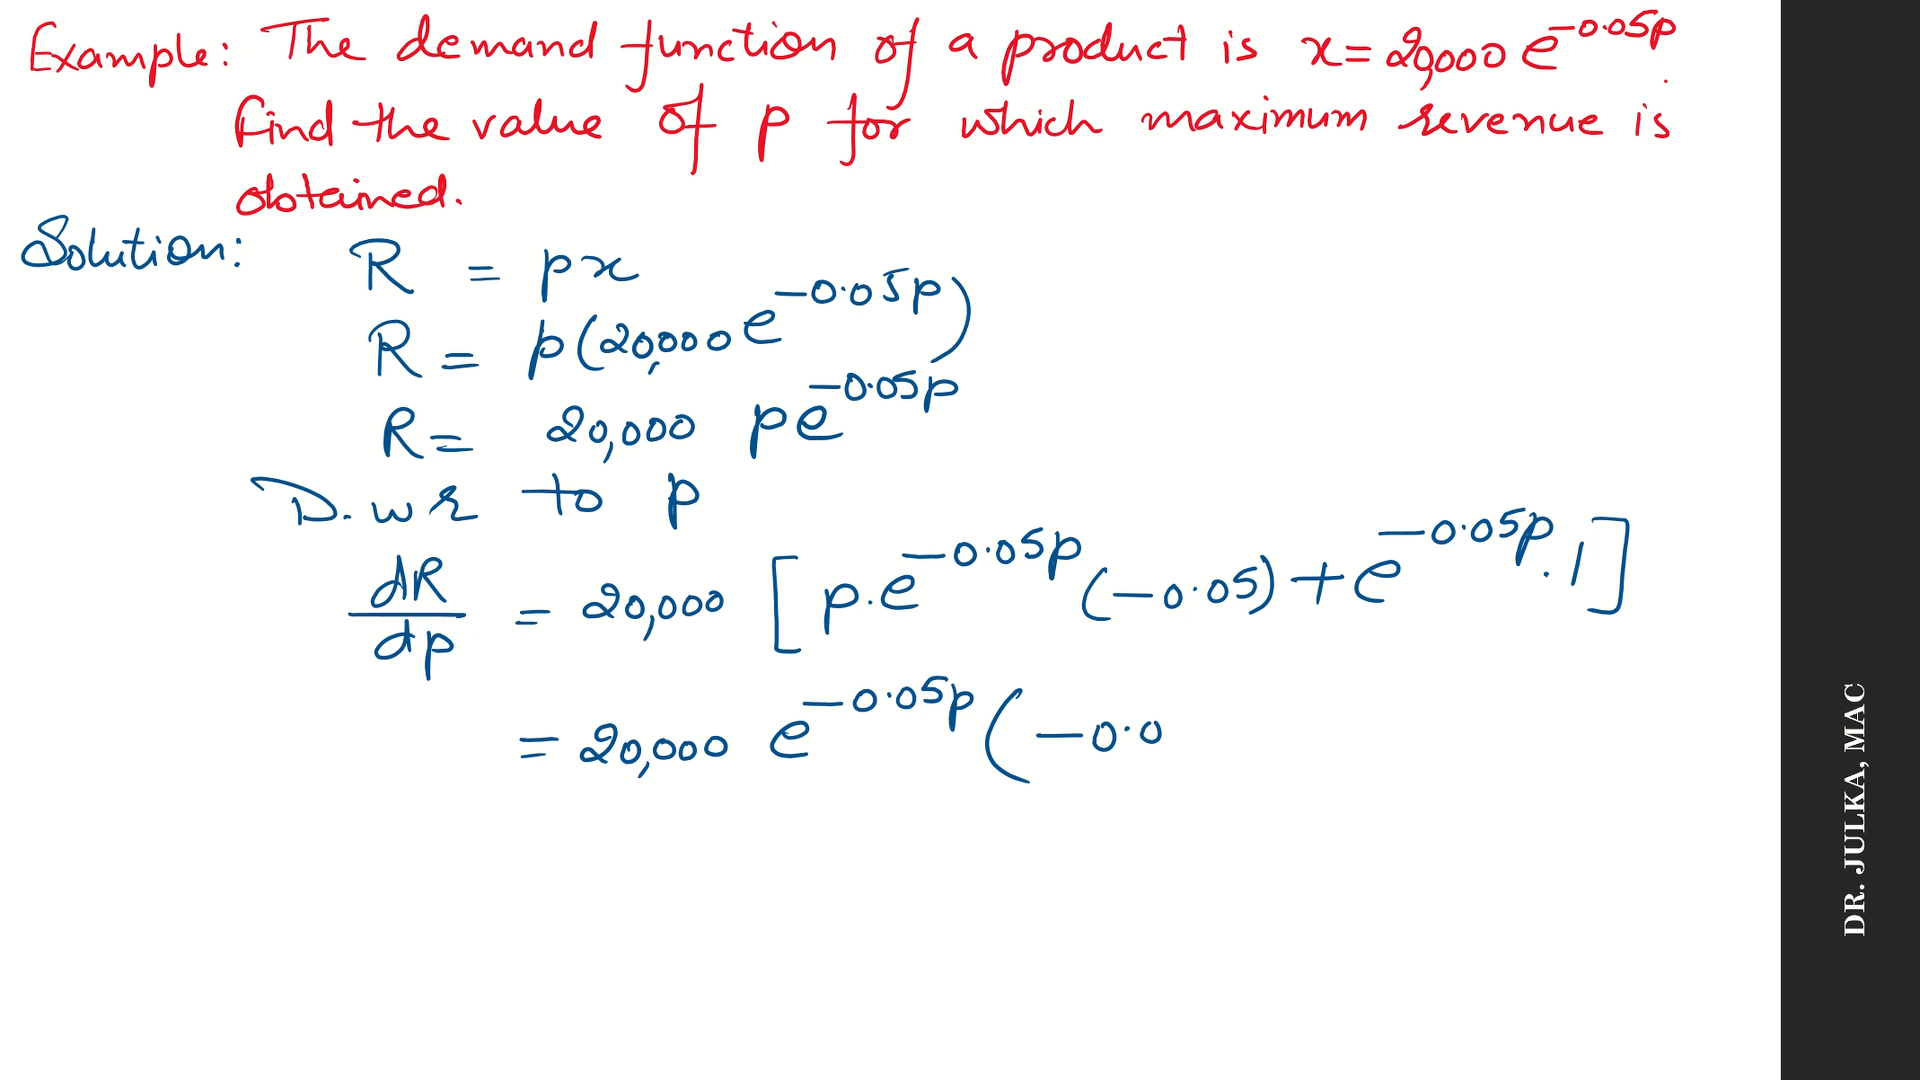 Example: The demand function of a product is x = 20,000 e^-0.05p.
Find the value of p for which maximum revenue is
obtained.
Solution: R = px
R = p(20,000 e^-0.05p)
R = 20,000 pe^-0.05p
D. w r to p
dR/dp = 20,000 [p.e^-0.05p (-0.05) + e^-0.05p . 1]
= 20,000 e^-0.05p (-0.0
DR. JULKA, MAC